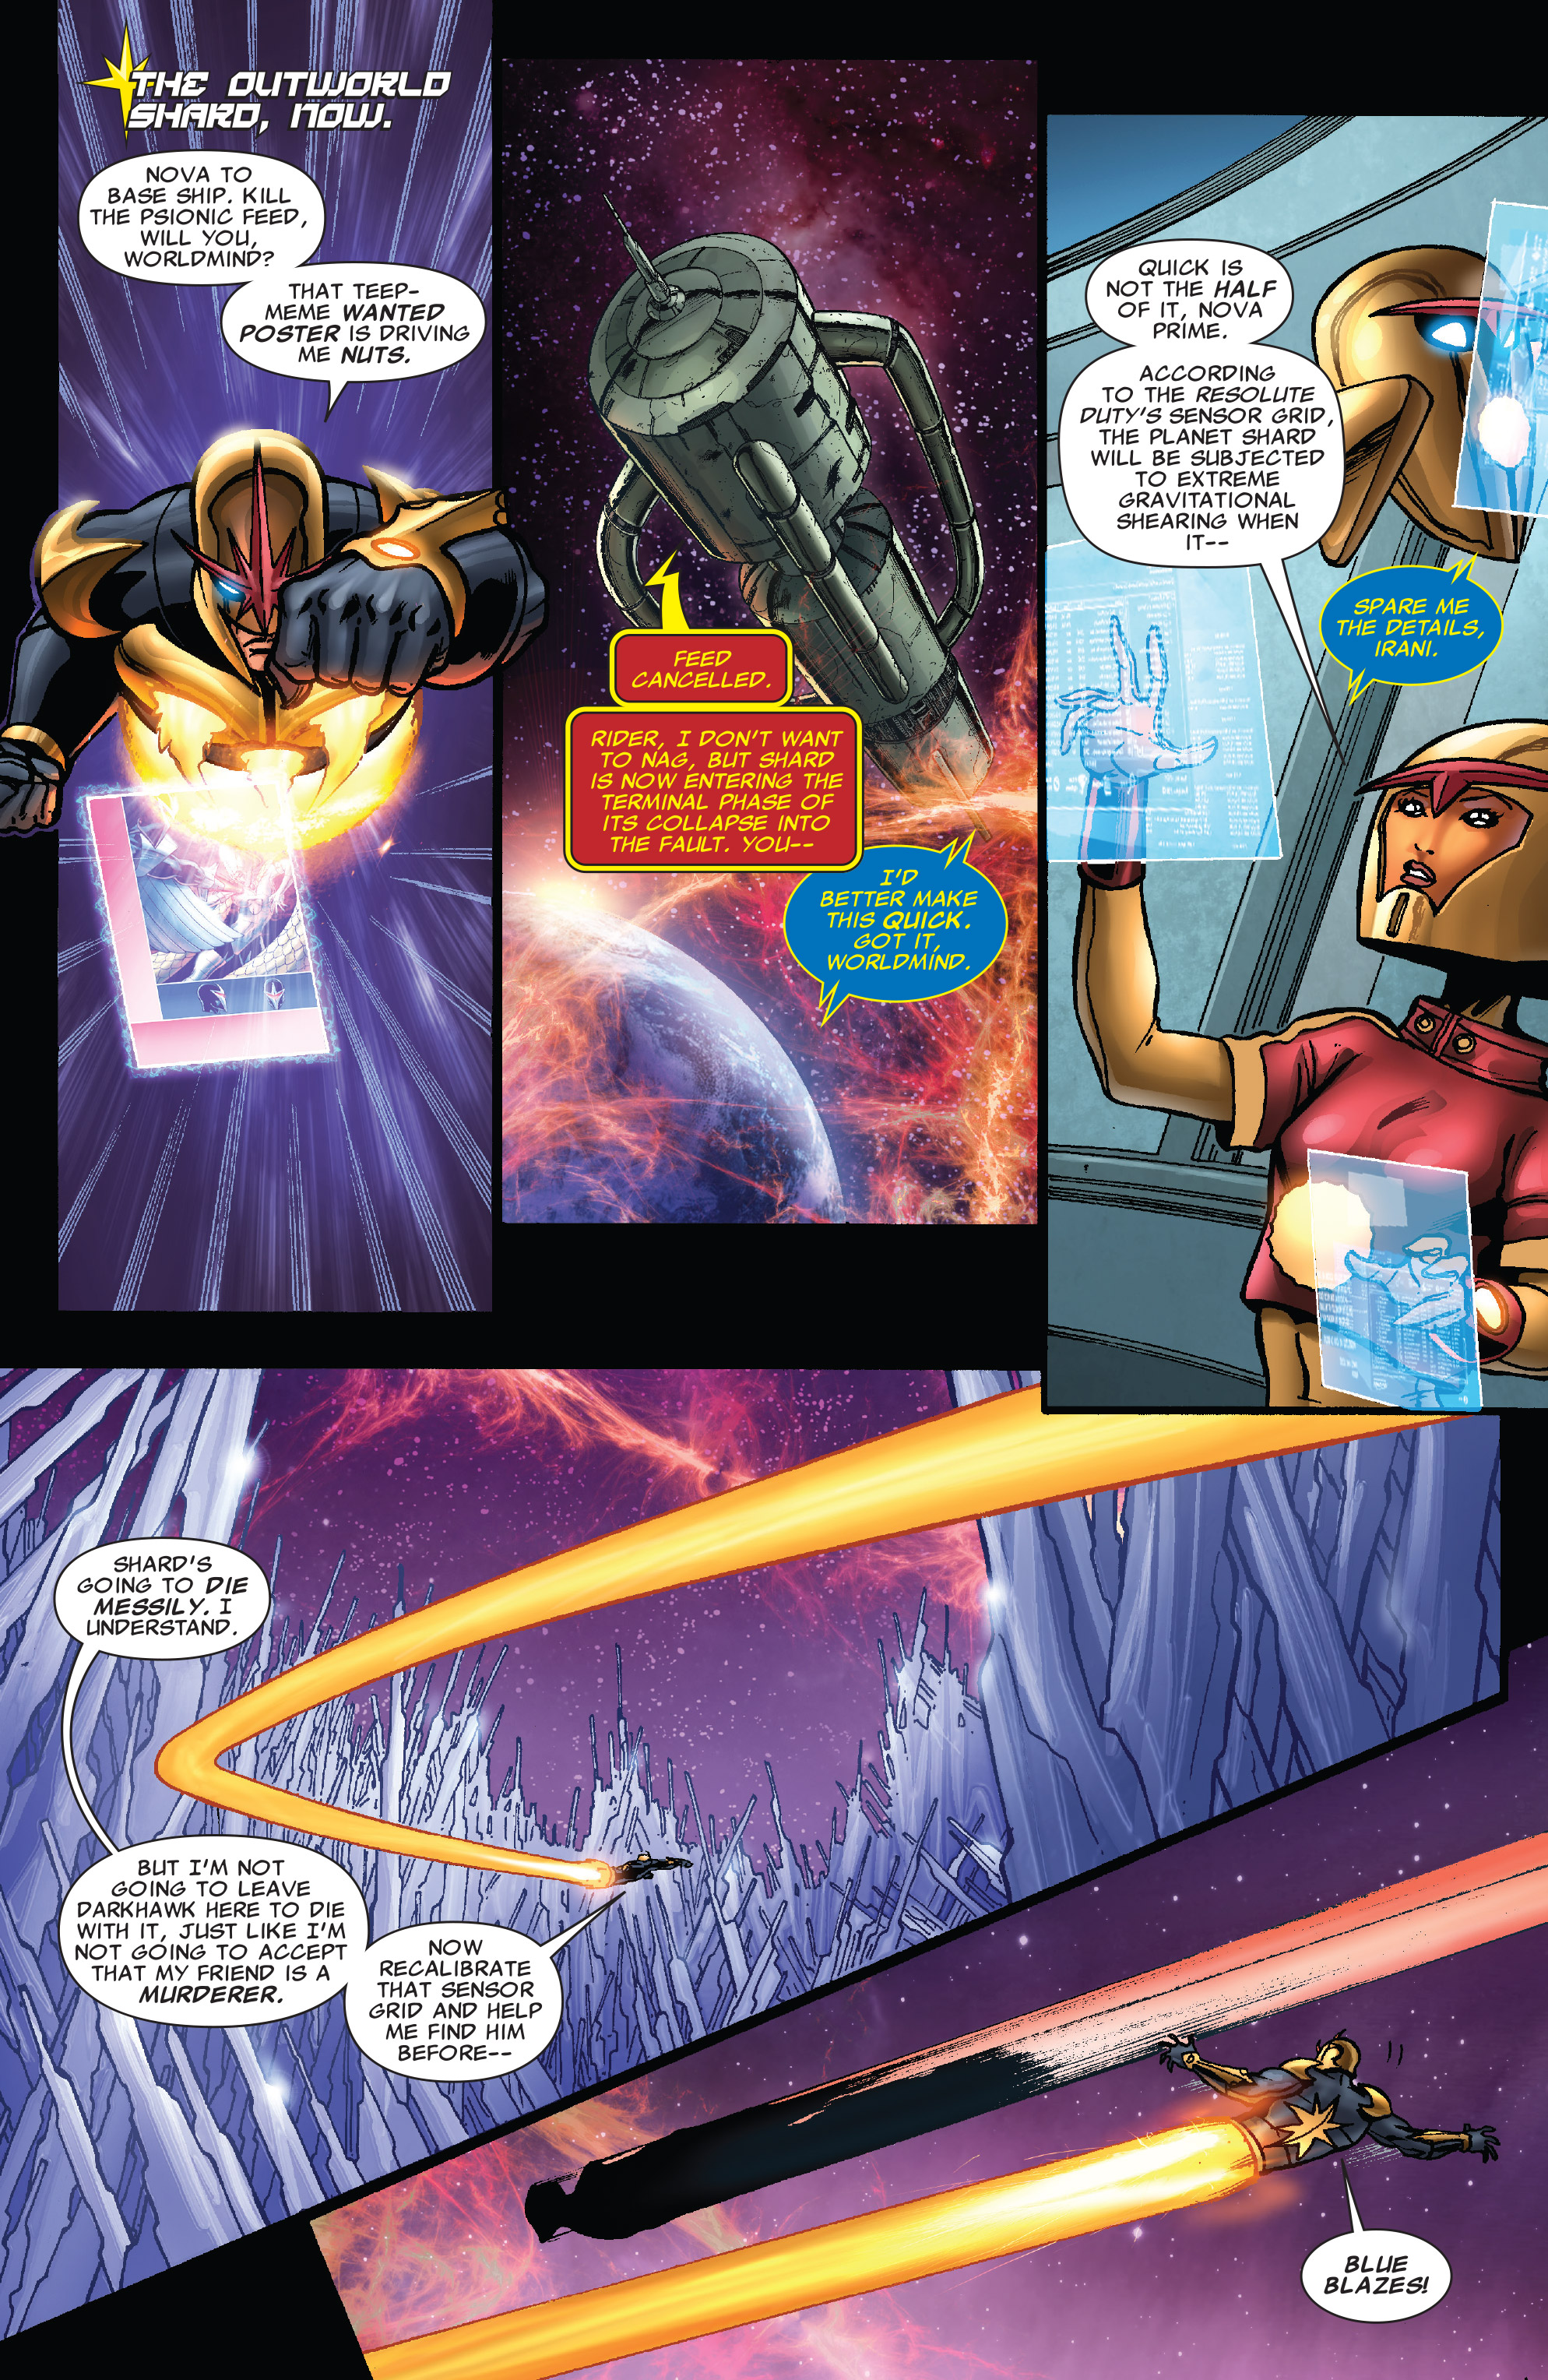 THE OUTWORLD
SHARD, NOW.
NOVA TO
BASE SHIP. KILL
THE PSIONIC FEED,
WILL YOU,
WORLDMIND?
THAT TEEP-
MEME WANTED
POSTER IS DRIVING
ME NUTS.
FEED
CANCELLED.
RIDER, I DON'T WANT
TO NAG, BUT SHARD
IS NOW ENTERING THE
TERMINAL PHASE OF
ITS COLLAPSE INTO
THE FAULT. YOU--
I'D
BETTER MAKE
THIS QUICK.
GOT IT,
WORLDMIND.
QUICK IS
NOT THE HALF
OF IT, NOVA
PRIME.
ACCORDING
TO THE RESOLUTE
DUTY'S SENSOR GRID,
THE PLANET SHARD
WILL BE SUBJECTED
TO EXTREME
GRAVITATIONAL
SHEARING WHEN
IT--
SPARE ME
THE DETAILS,
IRANI.
SHARD'S
GOING TO DIE
MESSILY. I
UNDERSTAND.
BUT I'M NOT
GOING TO LEAVE
DARKHAWK HERE TO DIE
WITH IT, JUST LIKE I'M
NOT GOING TO ACCEPT
THAT MY FRIEND IS A
MURDERER.
NOW
RECALIBRATE
THAT SENSOR
GRID AND HELP
ME FIND HIM
BEFORE--
BLUE
BLAZES!